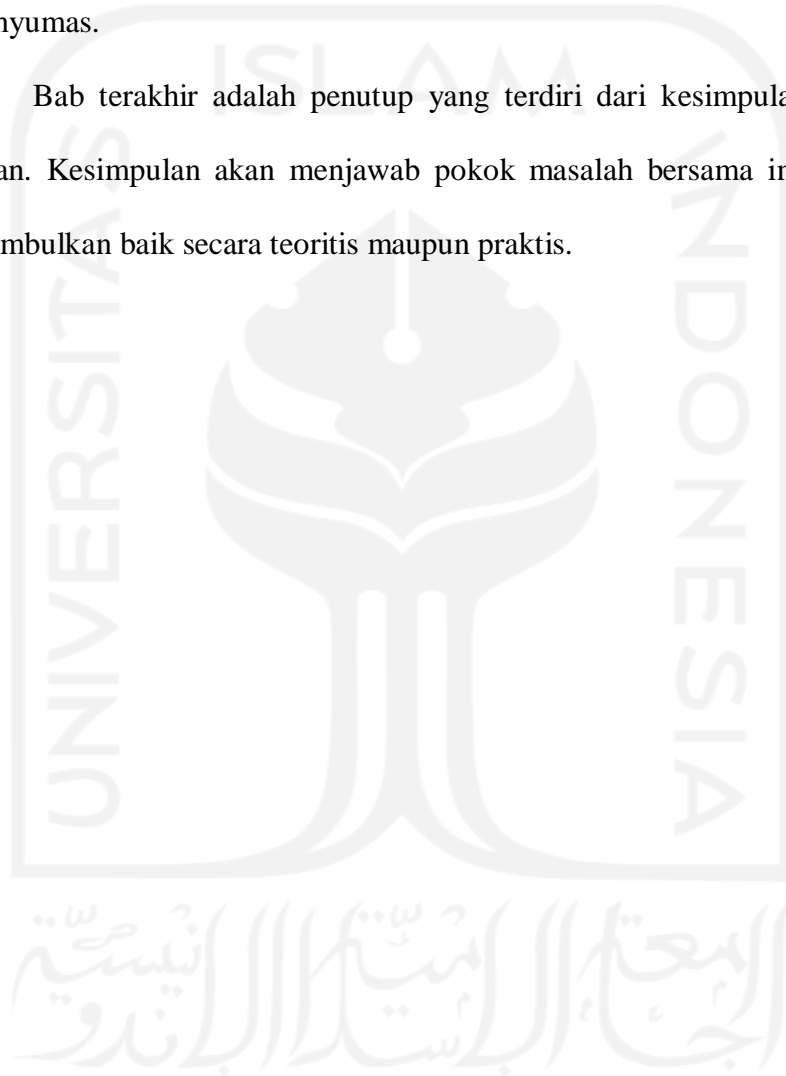 nyumas.
Bab terakhir adalah penutup yang terdiri dari kesimpula
an. Kesimpulan akan menjawab pokok masalah bersama im
mbulkan baik secara teoritis maupun praktis.
ISLAM
UNIVERSITAS
INDONESIA